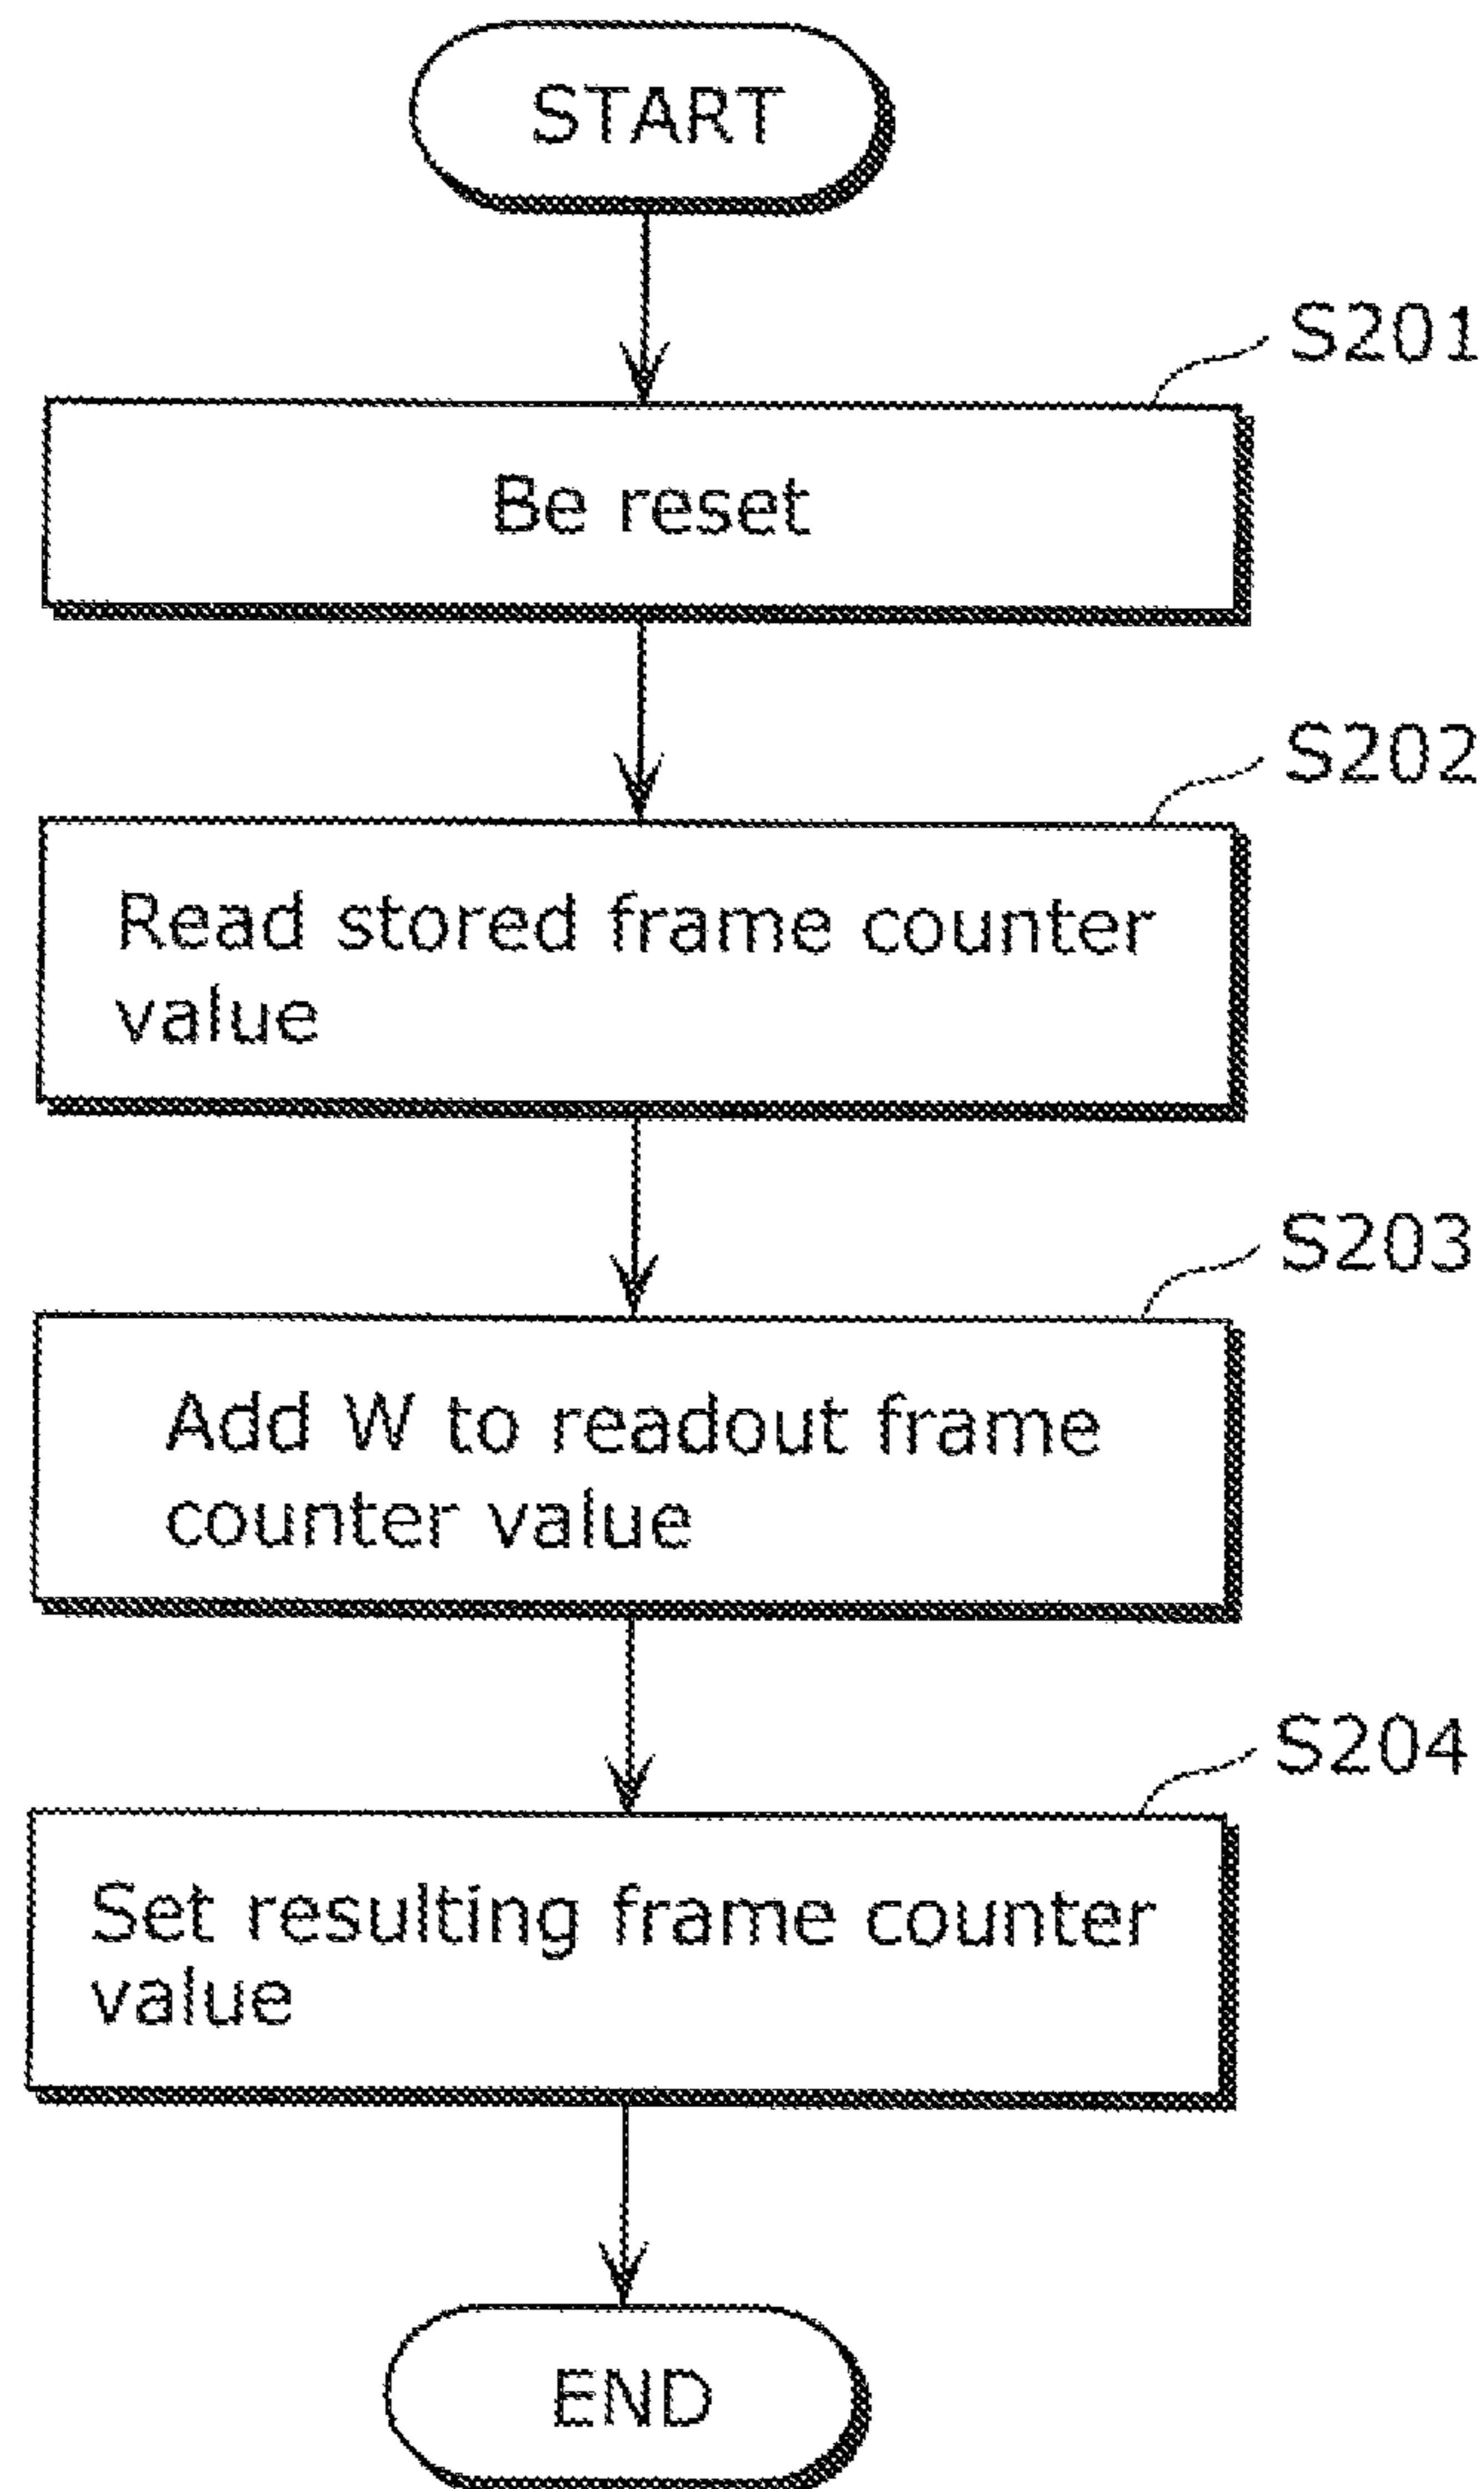 START
S201
Be reset
S202
Read stored frame counter
value
S203
Add W to readout frame
counter value
S204
Set resulting frame counter
value
END